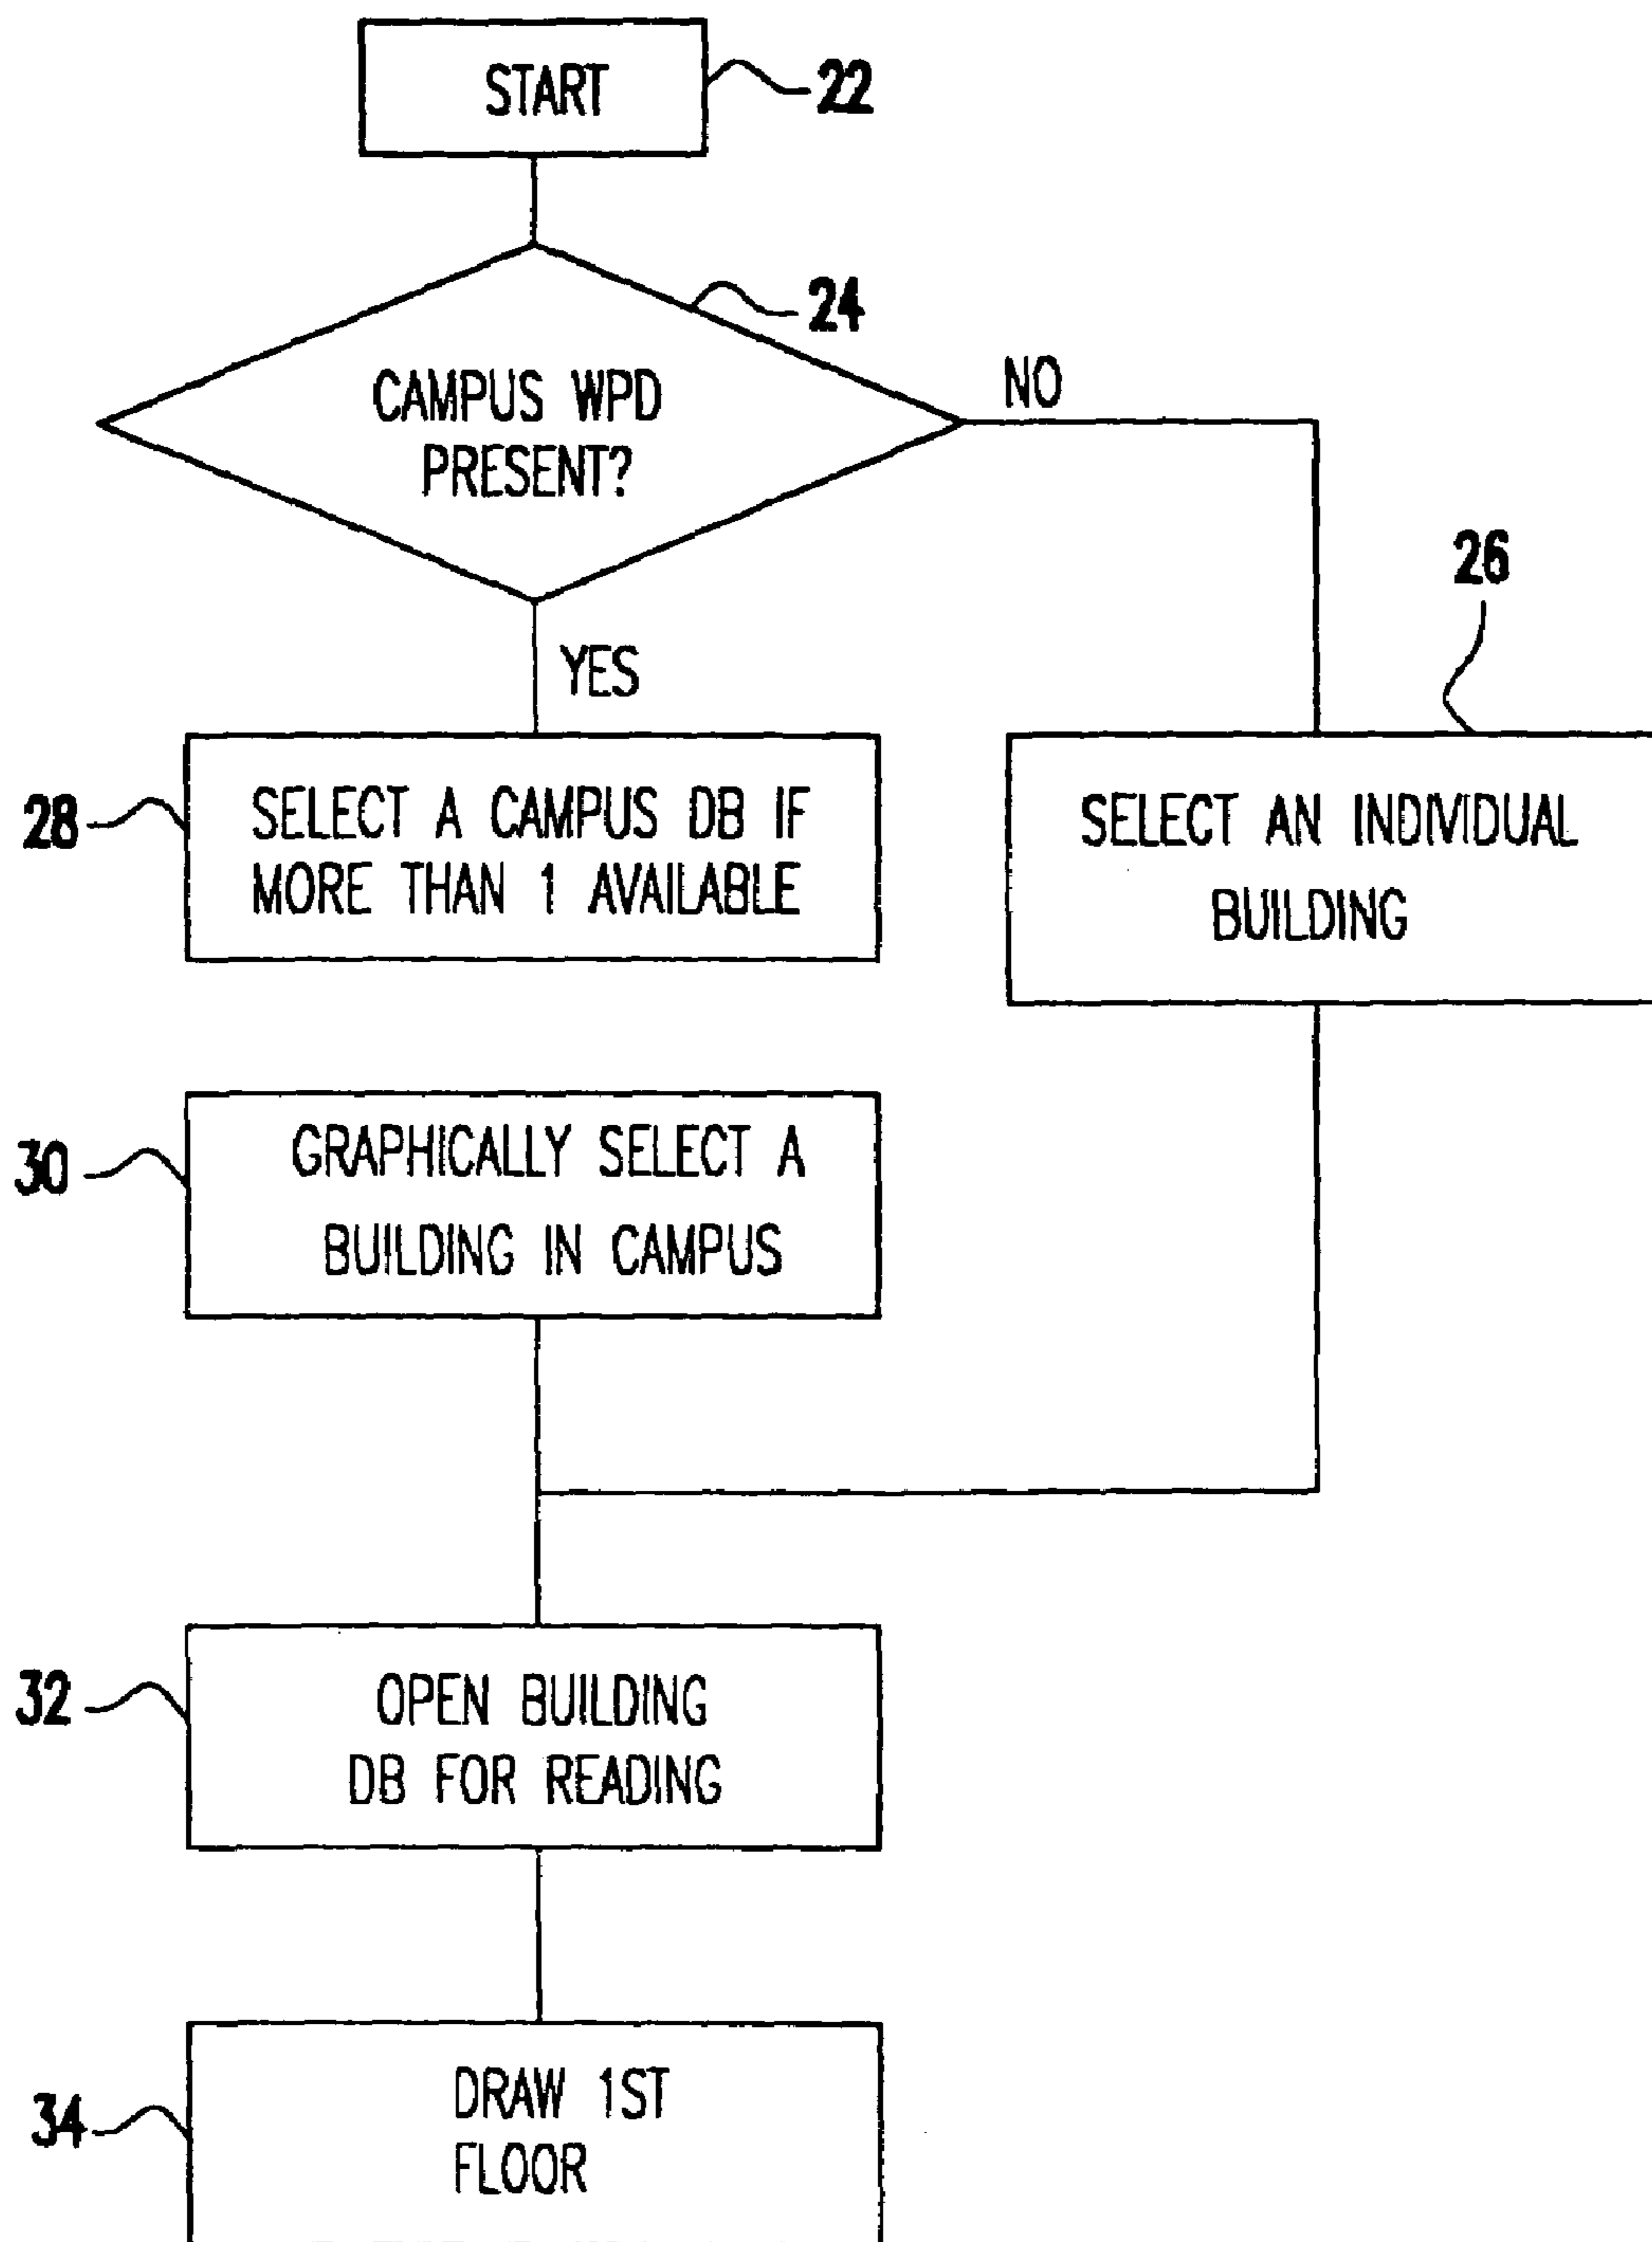 START
22
24
CAMPUS WPD
PRESENT?
NO
YES
26
28
SELECT A CAMPUS DB IF
MORE THAN 1 AVAILABLE
SELECT AN INDIVIDUAL
BUILDING
30
GRAPHICALLY SELECT A
BUILDING IN CAMPUS
32
OPEN BUILDING
DB FOR READING
34
DRAW 1ST
FLOOR